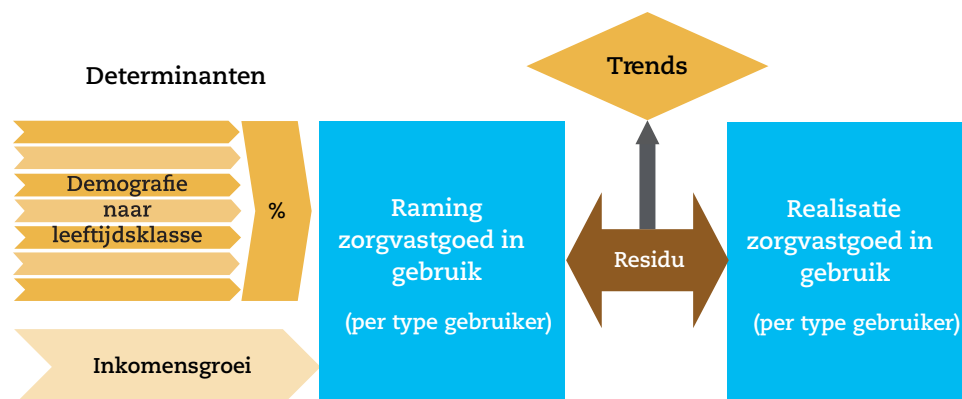 Determinanten
Trends
Demografie
naar
leeftijdsklasse
%
Inkomensgroei
Raming
zorgvastgoed in
gebruik
(per type gebruiker)
Residu
Realisatie
zorgvastgoed in
gebruik
(per type gebruiker)